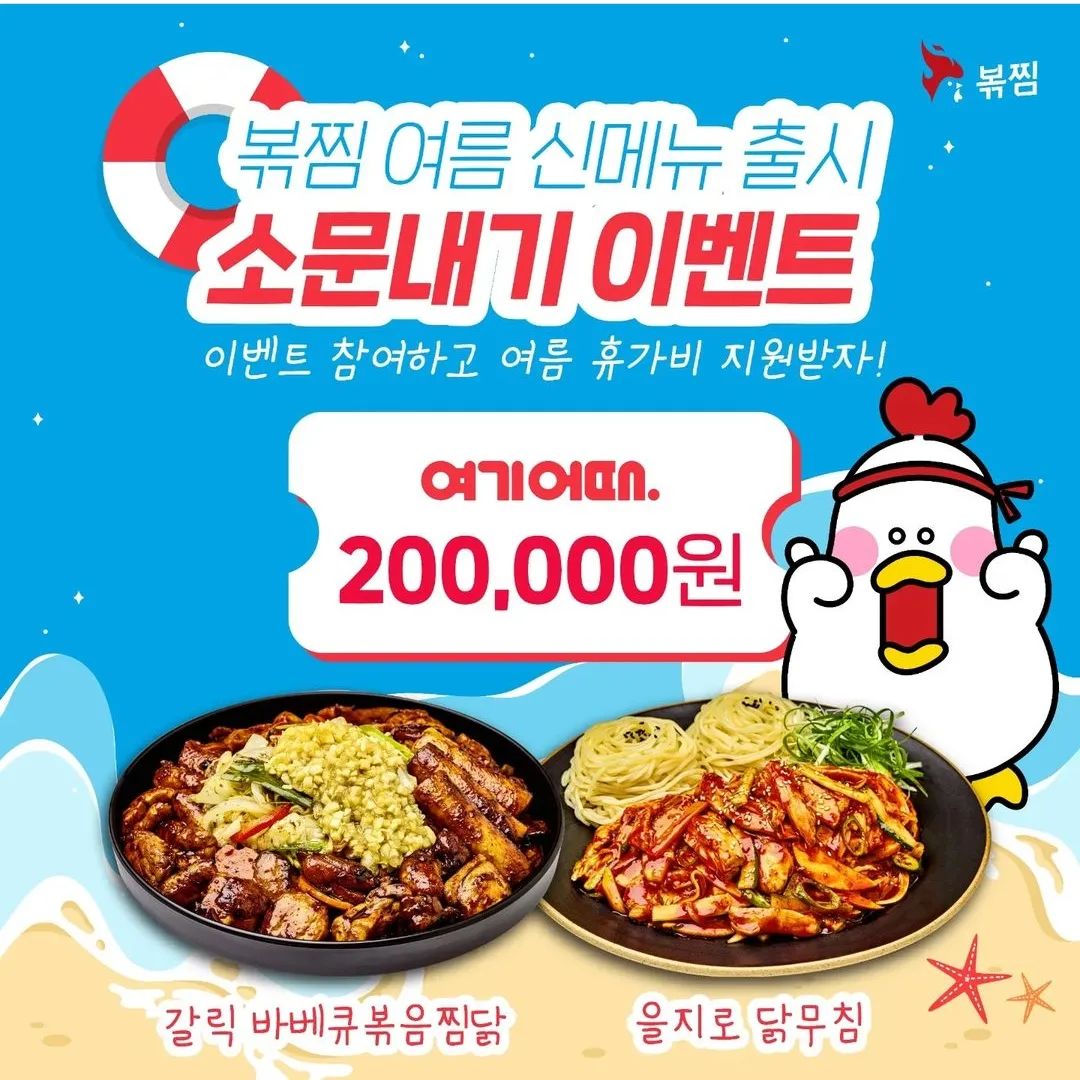 볶찜
볶찜 여름 신메뉴 출시
소문내기 이벤트
이벤트 참여하고 여름 휴가비 지원받자!
여기어때.
200,000원
갈릭 바베큐볶음찜닭
을지로 닭무침